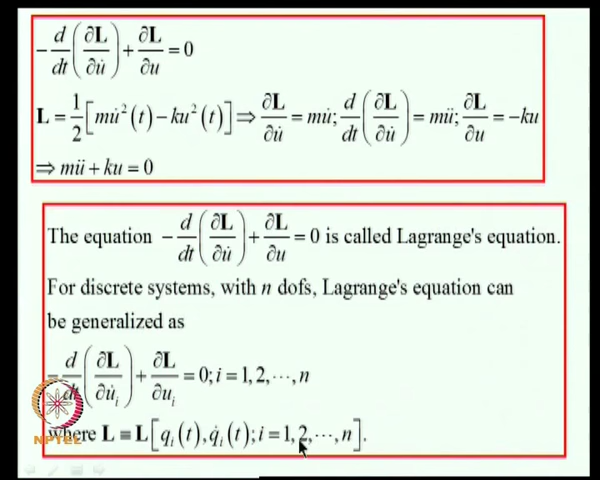 -d/dt(∂L/∂u̇) + ∂L/∂u = 0
L = 1/2[mu̇²(t) − ku²(t)] ⇒ ∂L/∂u̇ = mu̇; d/dt(∂L/∂u̇) = mü; ∂L/∂u = −ku
⇒ mü + ku = 0
The equation −d/dt(∂L/∂u̇) + ∂L/∂u = 0 is called Lagrange's equation.
For discrete systems, with n dofs, Lagrange's equation can
be generalized as
−d/dt(∂L/∂u̇ᵢ) + ∂L/∂uᵢ = 0; i = 1, 2, ⋯, n
where L ≡ L[qᵢ(t), q̇ᵢ(t); i = 1, 2, ⋯, n].
NPTEL